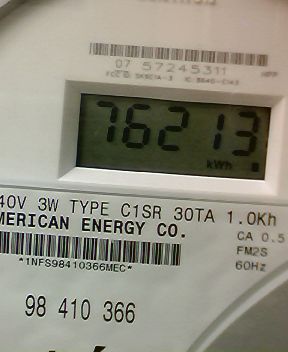 07 57245311
76213
kWh
40V 3W TYPE C1SR 30TA 1.0Kh
MERICAN ENERGY CO.
CA 0.5
FM2S
60Hz
*1NFS98410366MEC*
98 410 366